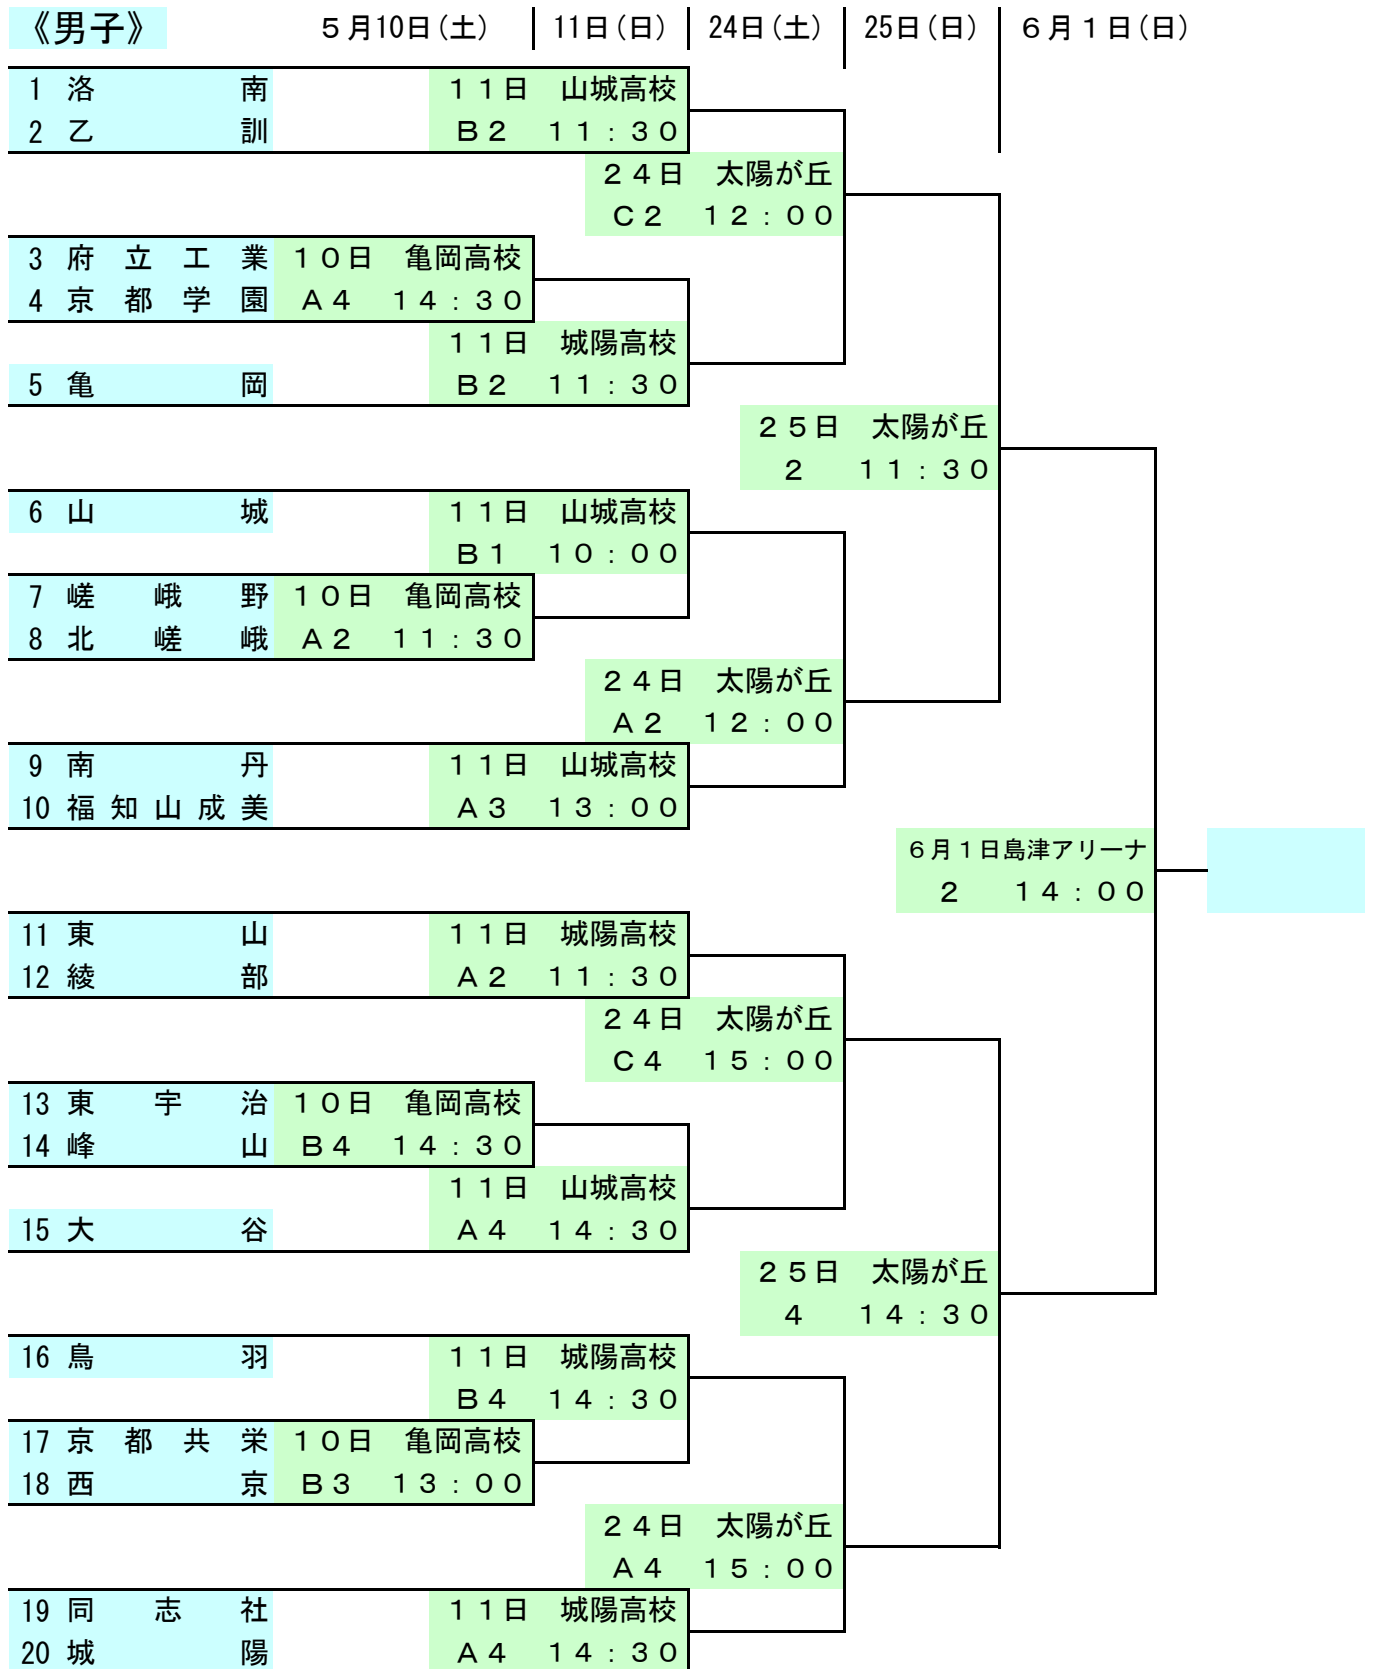 《男子》 ５月10日(土) 11日(日) 24日(土) 25日(日) ６月１日(日)
1 洛南 １１日 山城高校
2 乙訓 Ｂ２ １１：３０
２４日 太陽が丘
Ｃ２ １２：００
3 府立工業 １０日 亀岡高校
4 京都学園 Ａ４ １４：３０
１１日 城陽高校
5 亀岡 Ｂ２ １１：３０
２５日 太陽が丘
２ １１：３０
6 山城 １１日 山城高校
Ｂ１ １０：００
7 嵯峨野 １０日 亀岡高校
8 北嵯峨 Ａ２ １１：３０
２４日 太陽が丘
Ａ２ １２：００
9 南丹 １１日 山城高校
10 福知山成美 Ａ３ １３：００
６月１日島津アリーナ
２ １４：００
11 東山 １１日 城陽高校
12 綾部 Ａ２ １１：３０
２４日 太陽が丘
Ｃ４ １５：００
13 東宇治 １０日 亀岡高校
14 峰山 Ｂ４ １４：３０
１１日 山城高校
15 大谷 Ａ４ １４：３０
２５日 太陽が丘
４ １４：３０
16 鳥羽 １１日 城陽高校
Ｂ４ １４：３０
17 京都共栄 １０日 亀岡高校
18 西京 Ｂ３ １３：００
２４日 太陽が丘
Ａ４ １５：００
19 同志社 １１日 城陽高校
20 城陽 Ａ４ １４：３０